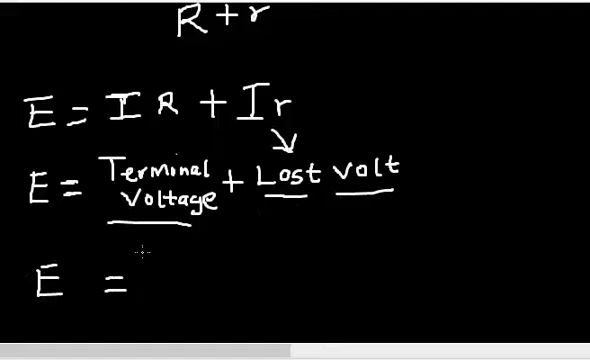 R+r
E = IR + Ir
E = Terminal Voltage + Lost Volt
E =